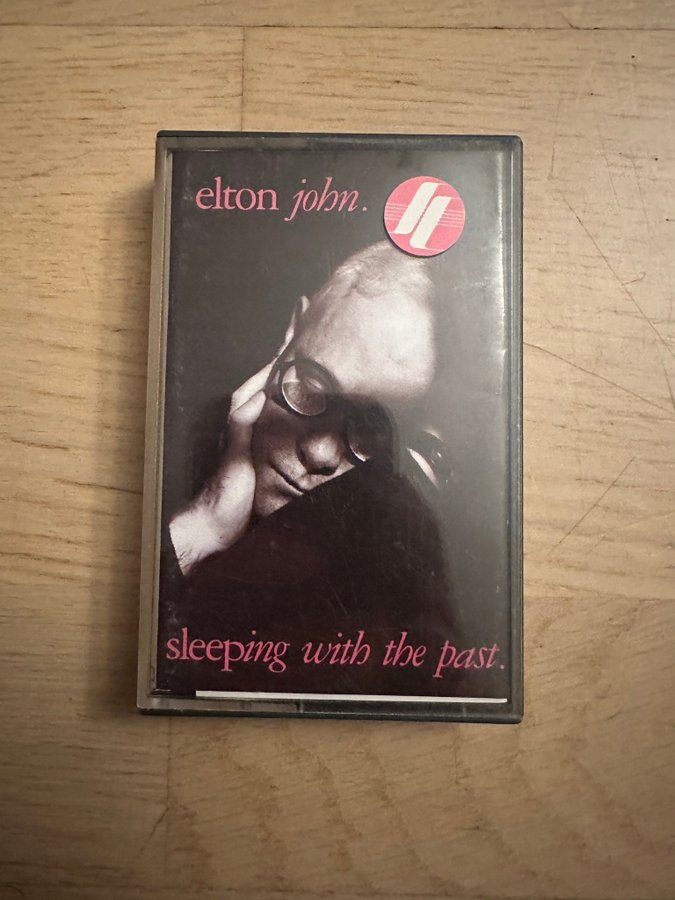 elton john.
sleeping with the past.